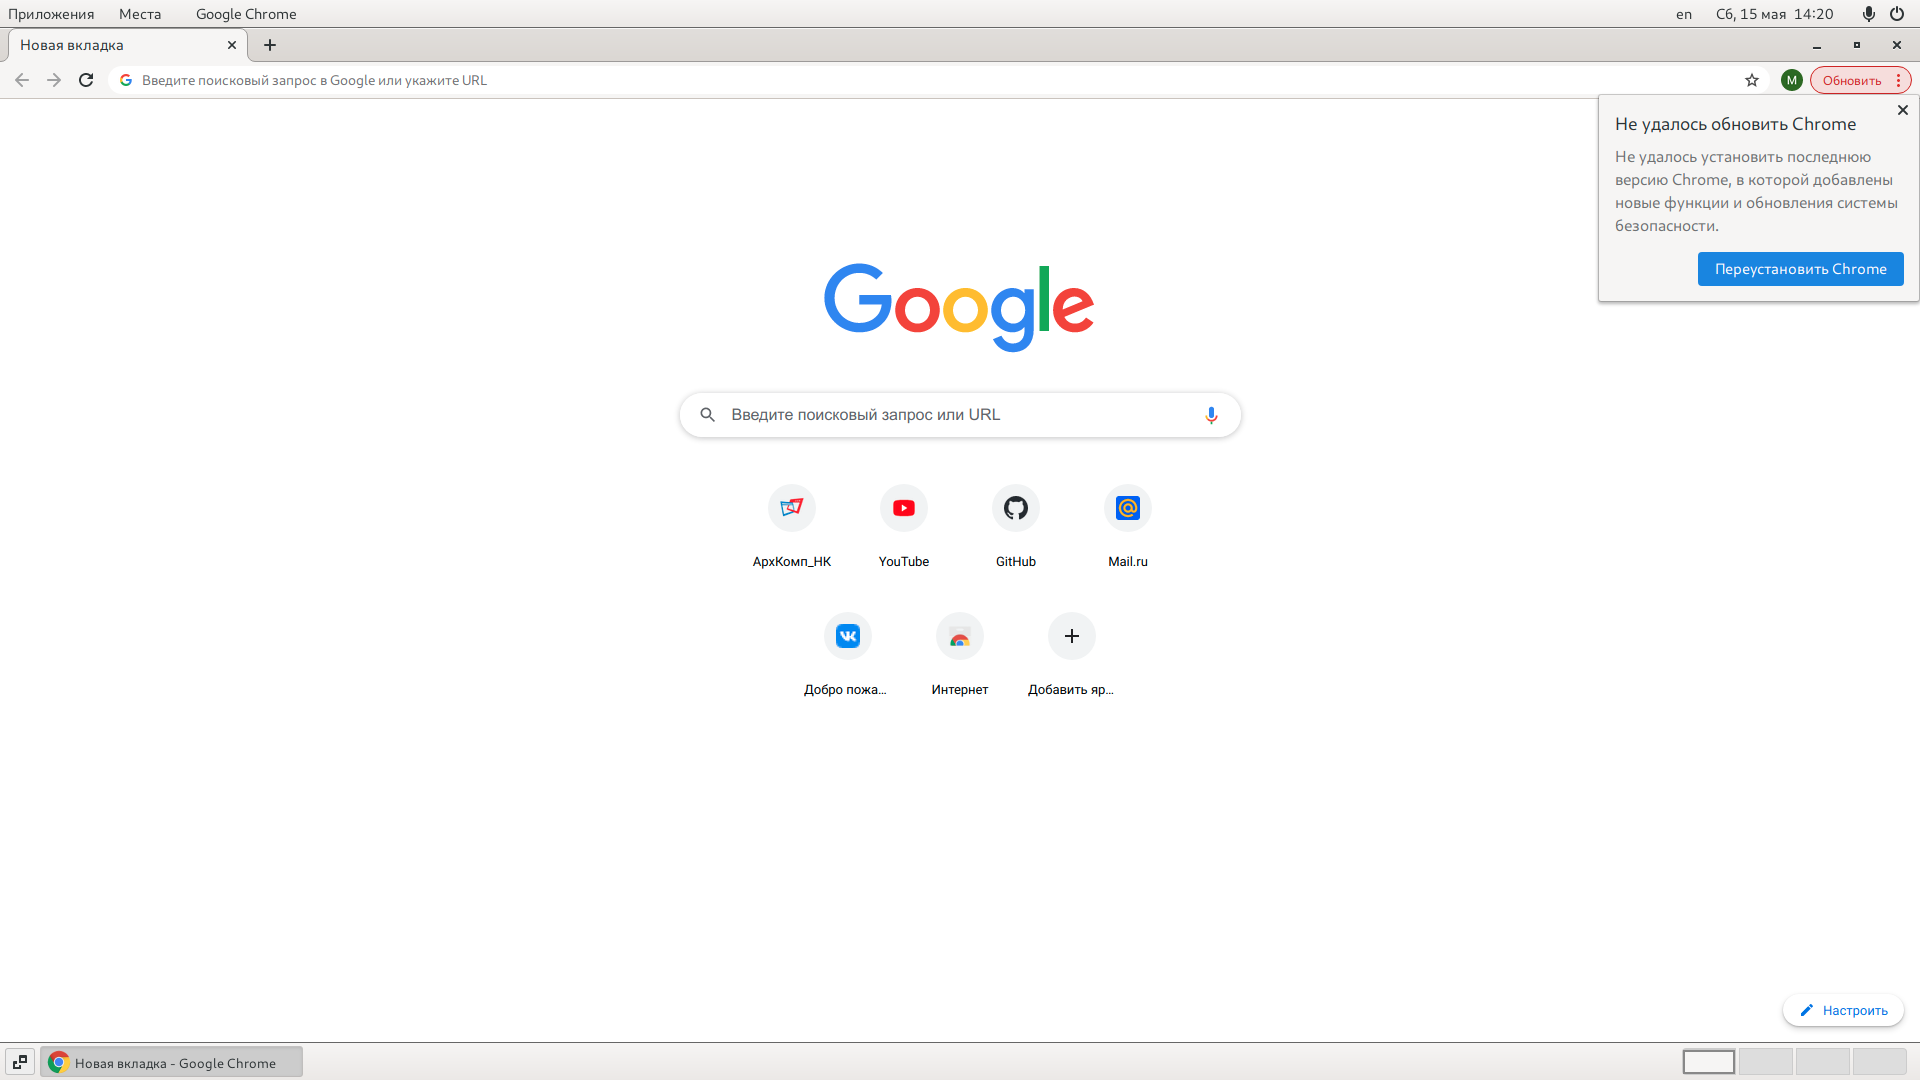 Приложения Места Google Chrome en Сб, 15 мая 14:20
Новая вкладка
Введите поисковый запрос в Google или укажите URL M Обновить
Не удалось обновить Chrome
Не удалось установить последнюю
версию Chrome, в которой добавлены
новые функции и обновления системы
безопасности.
Переустановить Chrome
Google
Введите поисковый запрос или URL
АрхКомп_НК YouTube GitHub Mail.ru
Добро пожа... Интернет Добавить яр...
Настроить
Новая вкладка - Google Chrome